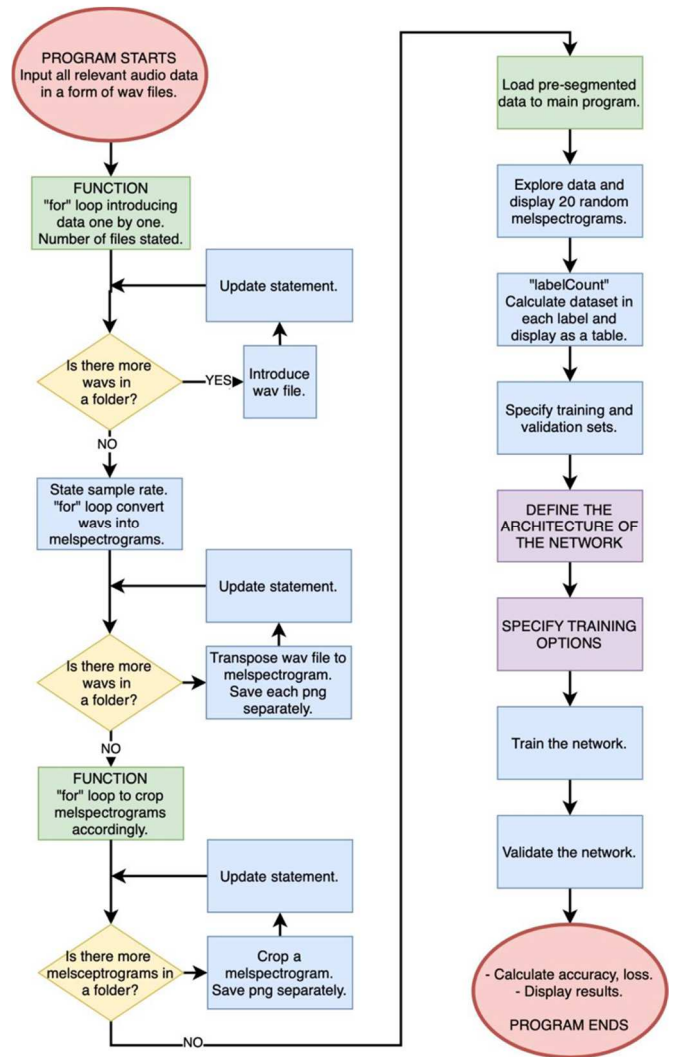 PROGRAM STARTS
Input all relevant audio data
in a form of wav files.
FUNCTION
"for" loop introducing
data one by one.
Number of files stated.
Update statement.
Is there more
wavs in
a folder?
YES
Introduce
wav file.
NO
State sample rate.
"for" loop convert
wavs into
melspectrograms.
Update statement.
Is there more
wavs in
a folder?
Transpose wav file to
melspectrogram.
Save each png
separately.
NO
FUNCTION
"for" loop to crop
melspectrograms
accordingly.
Update statement.
Is there more
melsceptrograms in
a folder?
Crop a
melspectrogram.
Save png separately.
NO
Load pre-segmented
data to main program.
Explore data and
display 20 random
melspectrograms.
"labelCount"
Calculate dataset in
each label and
display as a table.
Specify training and
validation sets.
DEFINE THE
ARCHITECTURE OF
THE NETWORK
SPECIFY TRAINING
OPTIONS
Train the network.
Validate the network.
- Calculate accuracy, loss.
- Display results.
PROGRAM ENDS